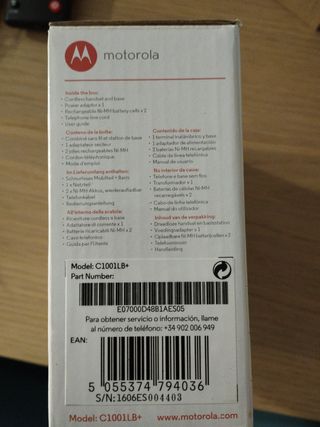 motorola
Inside the box:
• Cordless handset and base
• Power adaptor x 1
• Rechargeable Ni-MH battery cells x 2
• Telephone line cord
• User guide
Contenu de la boîte:
• Combiné sans fil et station de base
• 1 adaptateur secteur
• 2 piles rechargeables Ni-MH
• Cordon téléphonique
• Mode d'emploi
Im Lieferumfang enthalten:
• Schnurloses Mobilteil + Basis
• 1 x Netzteil
• 2 x Ni-MH Akkus, wiederaufladbar
• Telefonkabel
• Bedienungsanleitung
All'interno della scatola:
• Ricevitore cordless e base
• Adattatore di corrente x 1
• Batterie ricaricabili Ni-MH x 2
• Cavo telefonico
• Guida per l'utente
Contenido de la caja:
• 1 terminal inalámbrico y base
• 1 adaptador de alimentación
• 2 baterías Ni-MH recargables
• Cable de línea telefónica
• Manual de usuario
No interior da caixa:
• Telefone e base sem fins
• Transformador x 1
• Baterias de células Ni-MH
recarregáveis x 2
• Cabo de linha telefónica
• Manual do utilizador
Inhoud van de verpakking:
• Draadloze handset en basisstation
• Voedingsadapter x 1
• Oplaadbare Ni-MH batterijcellen x 2
• Telefoonsnoer
• Handleiding
Model: C1001LB+
Part Number:
E07000D48B1AES05
Para obtener servicio o información, llame
al número de teléfono: +34 902 006 949
EAN:
5 055374 794036
S/N:1606ES004403
Model: C1001LB+ www.motorola.com